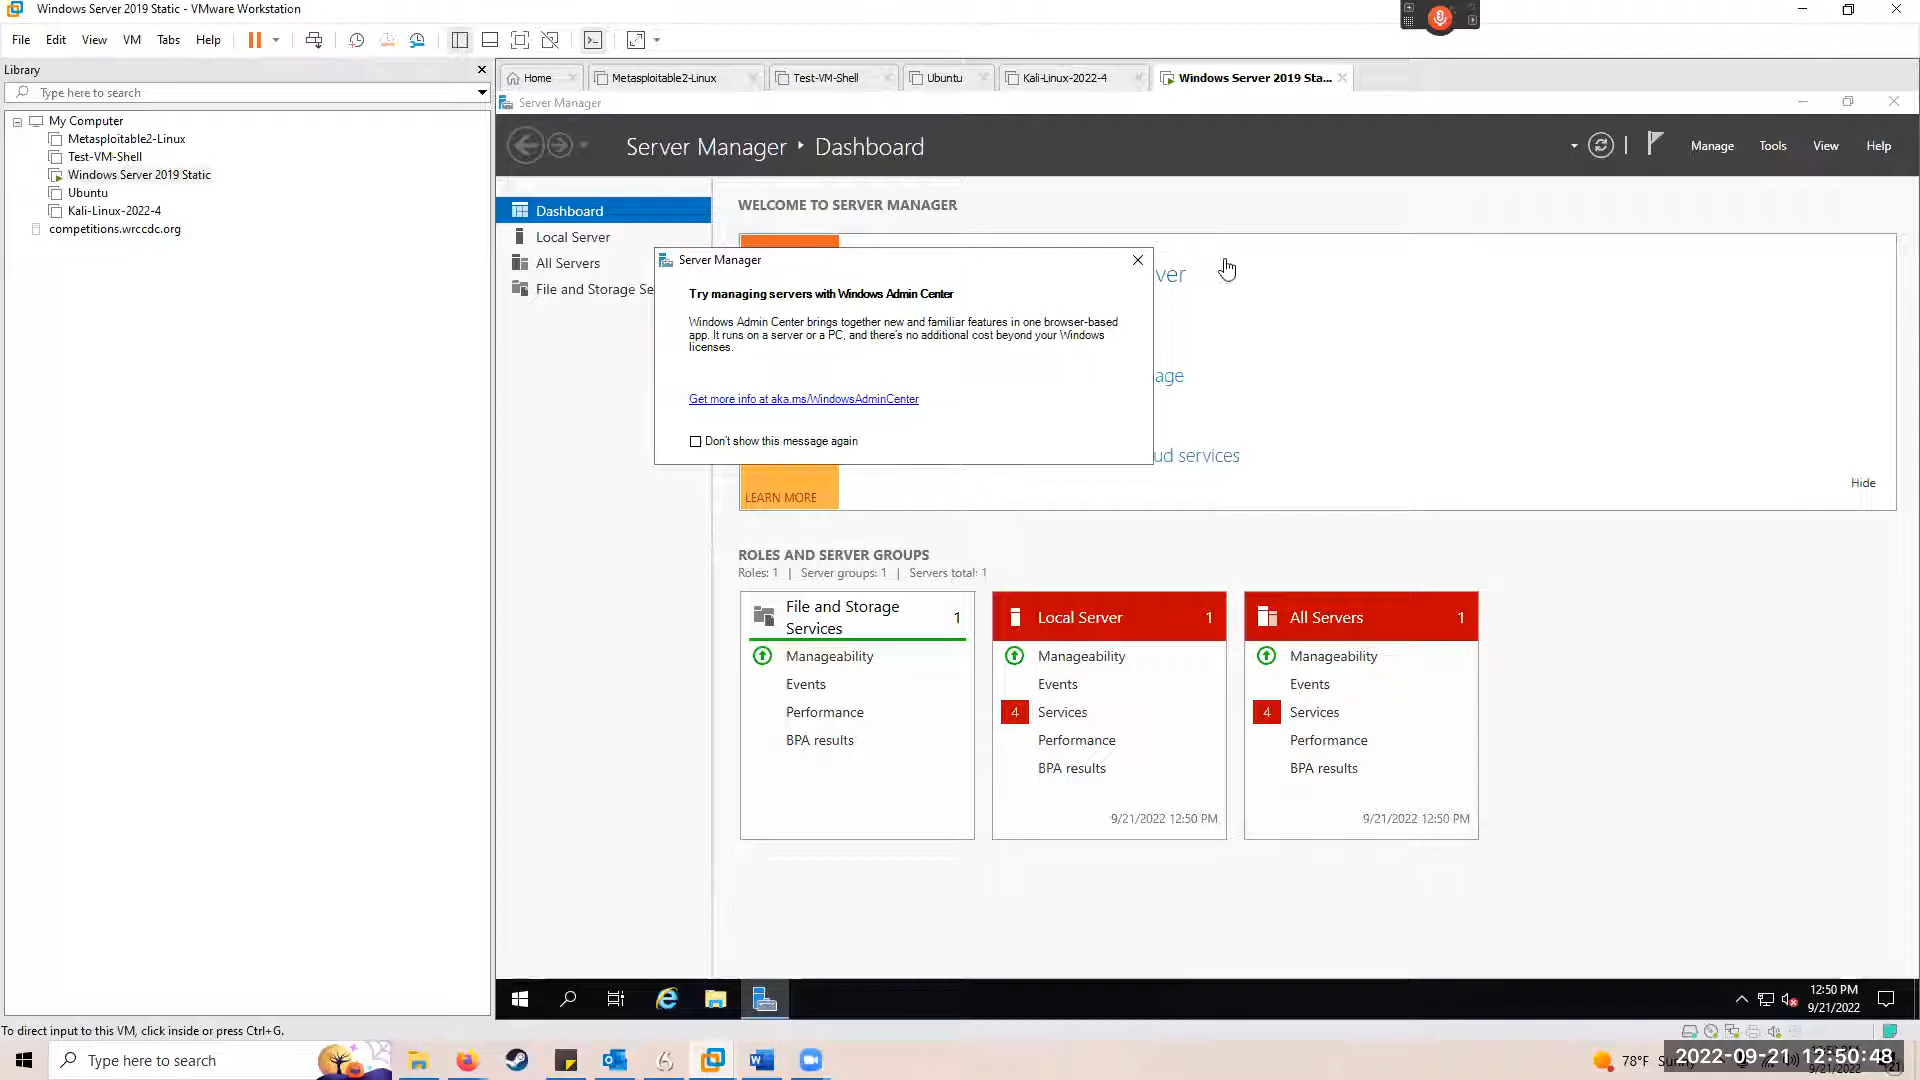 Windows Server 2019 Static - VMware Workstation
File Edit View VM Tabs Help
Library
Type here to search
My Computer
Metasploitable2-Linux
Test-VM-Shell
Windows Server 2019 Static
Ubuntu
Kali-Linux-2022-4
competitions.wrccdc.org
Home Metasploitable2-Linux Test-VM-Shell Ubuntu Kali-Linux-2022-4 Windows Server 2019 Sta...
Server Manager
Server Manager Dashboard
Manage Tools View Help
Dashboard
Local Server
All Servers
File and Storage Se
WELCOME TO SERVER MANAGER
Server Manager
Try managing servers with Windows Admin Center
Windows Admin Center brings together new and familiar features in one browser-based
app. It runs on a server or a PC, and there's no additional cost beyond your Windows
licenses.
Get more info at aka.ms/WindowsAdminCenter
Don't show this message again
ver
age
ud services
LEARN MORE
Hide
ROLES AND SERVER GROUPS
Roles: 1 | Server groups: 1 | Servers total: 1
File and Storage
Services
1
Manageability
Events
Performance
BPA results
Local Server 1
Manageability
Events
4 Services
Performance
BPA results
9/21/2022 12:50 PM
All Servers 1
Manageability
Events
4 Services
Performance
BPA results
9/21/2022 12:50 PM
12:50 PM
9/21/2022
To direct input to this VM, click inside or press Ctrl+G.
Type here to search
78°F
2022-09-21 12:50:48
9/21/2022